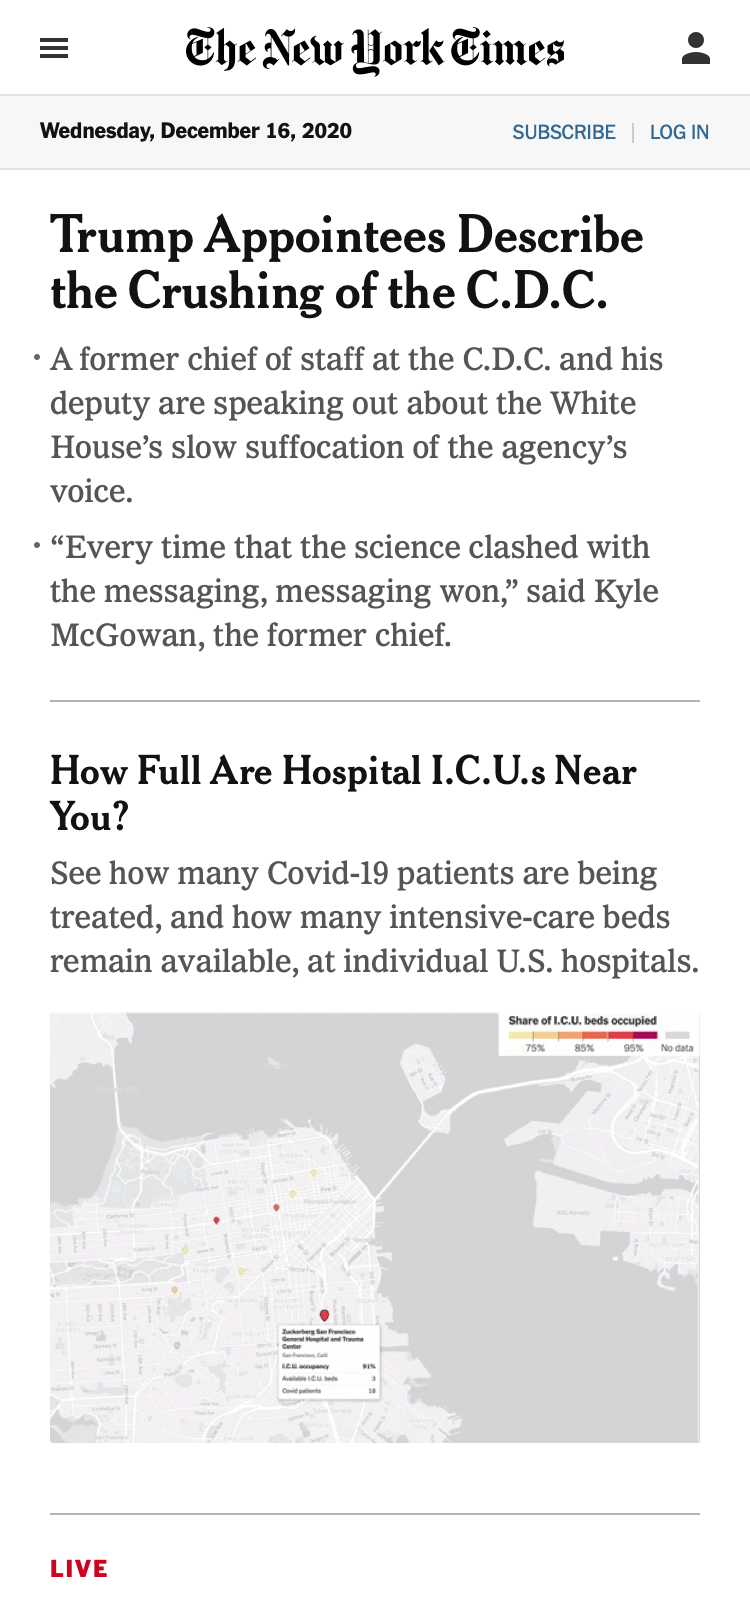 The New York Times
Wednesday, December 16, 2020
SUBSCRIBE | LOG IN
Trump Appointees Describe
the Crushing of the C.D.C.
• A former chief of staff at the C.D.C. and his
deputy are speaking out about the White
House’s slow suffocation of the agency’s
voice.
• “Every time that the science clashed with
the messaging, messaging won,” said Kyle
McGowan, the former chief.
How Full Are Hospital I.C.U.s Near
You?
See how many Covid-19 patients are being
treated, and how many intensive-care beds
remain available, at individual U.S. hospitals.
Share of I.C.U. beds occupied
75% 85% 95% No data
Zuckerberg San Francisco
General Hospital and Trauma
Center
San Francisco, Calif.
I.C.U. occupancy 91%
Available I.C.U. beds 3
Covid patients 18
LIVE